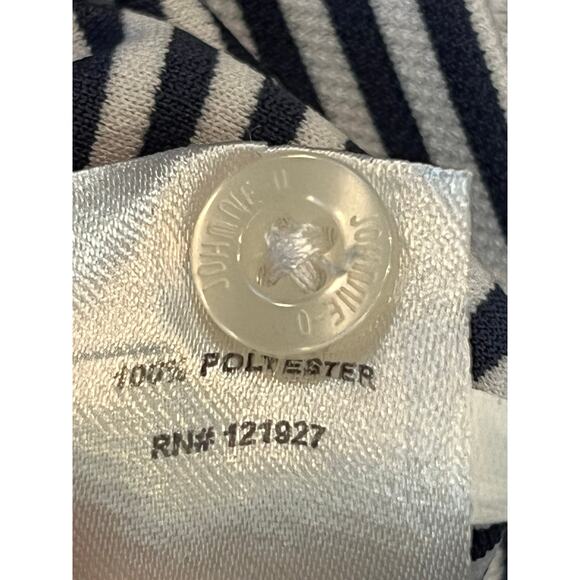 JOHNNIE-O
JOHNNIE-O
100% POLYESTER
RN# 121927